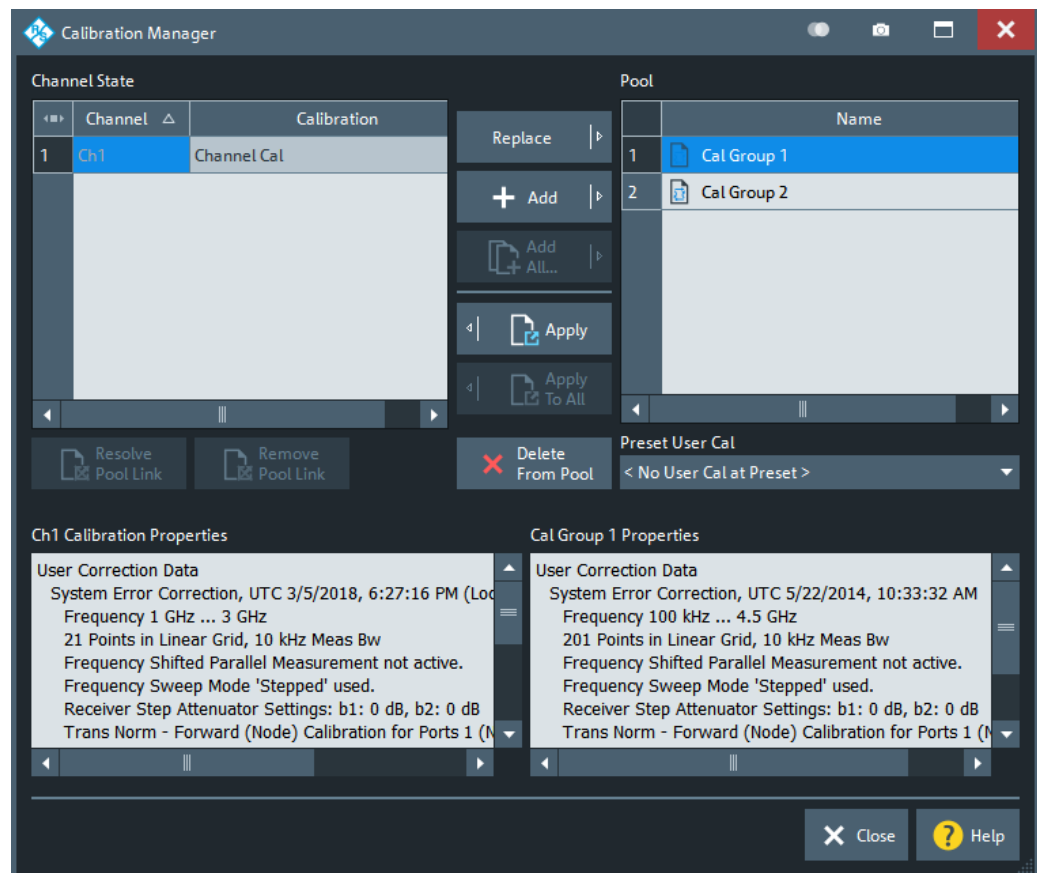 R&S Calibration Manager
Channel State
Channel Calibration
1 Ch1 Channel Cal
Replace
Add
Add
All...
Apply
Apply
To All
Pool
Name
1 Cal Group 1
2 Cal Group 2
Resolve
Pool Link
Remove
Pool Link
Delete
From Pool
Preset User Cal
< No User Cal at Preset >
Ch1 Calibration Properties
User Correction Data
System Error Correction, UTC 3/5/2018, 6:27:16 PM (Loc
Frequency 1 GHz ... 3 GHz
21 Points in Linear Grid, 10 kHz Meas Bw
Frequency Shifted Parallel Measurement not active.
Frequency Sweep Mode 'Stepped' used.
Receiver Step Attenuator Settings: b1: 0 dB, b2: 0 dB
Trans Norm - Forward (Node) Calibration for Ports 1 (N
Cal Group 1 Properties
User Correction Data
System Error Correction, UTC 5/22/2014, 10:33:32 AM
Frequency 100 kHz ... 4.5 GHz
201 Points in Linear Grid, 10 kHz Meas Bw
Frequency Shifted Parallel Measurement not active.
Frequency Sweep Mode 'Stepped' used.
Receiver Step Attenuator Settings: b1: 0 dB, b2: 0 dB
Trans Norm - Forward (Node) Calibration for Ports 1 (N
Close
? Help